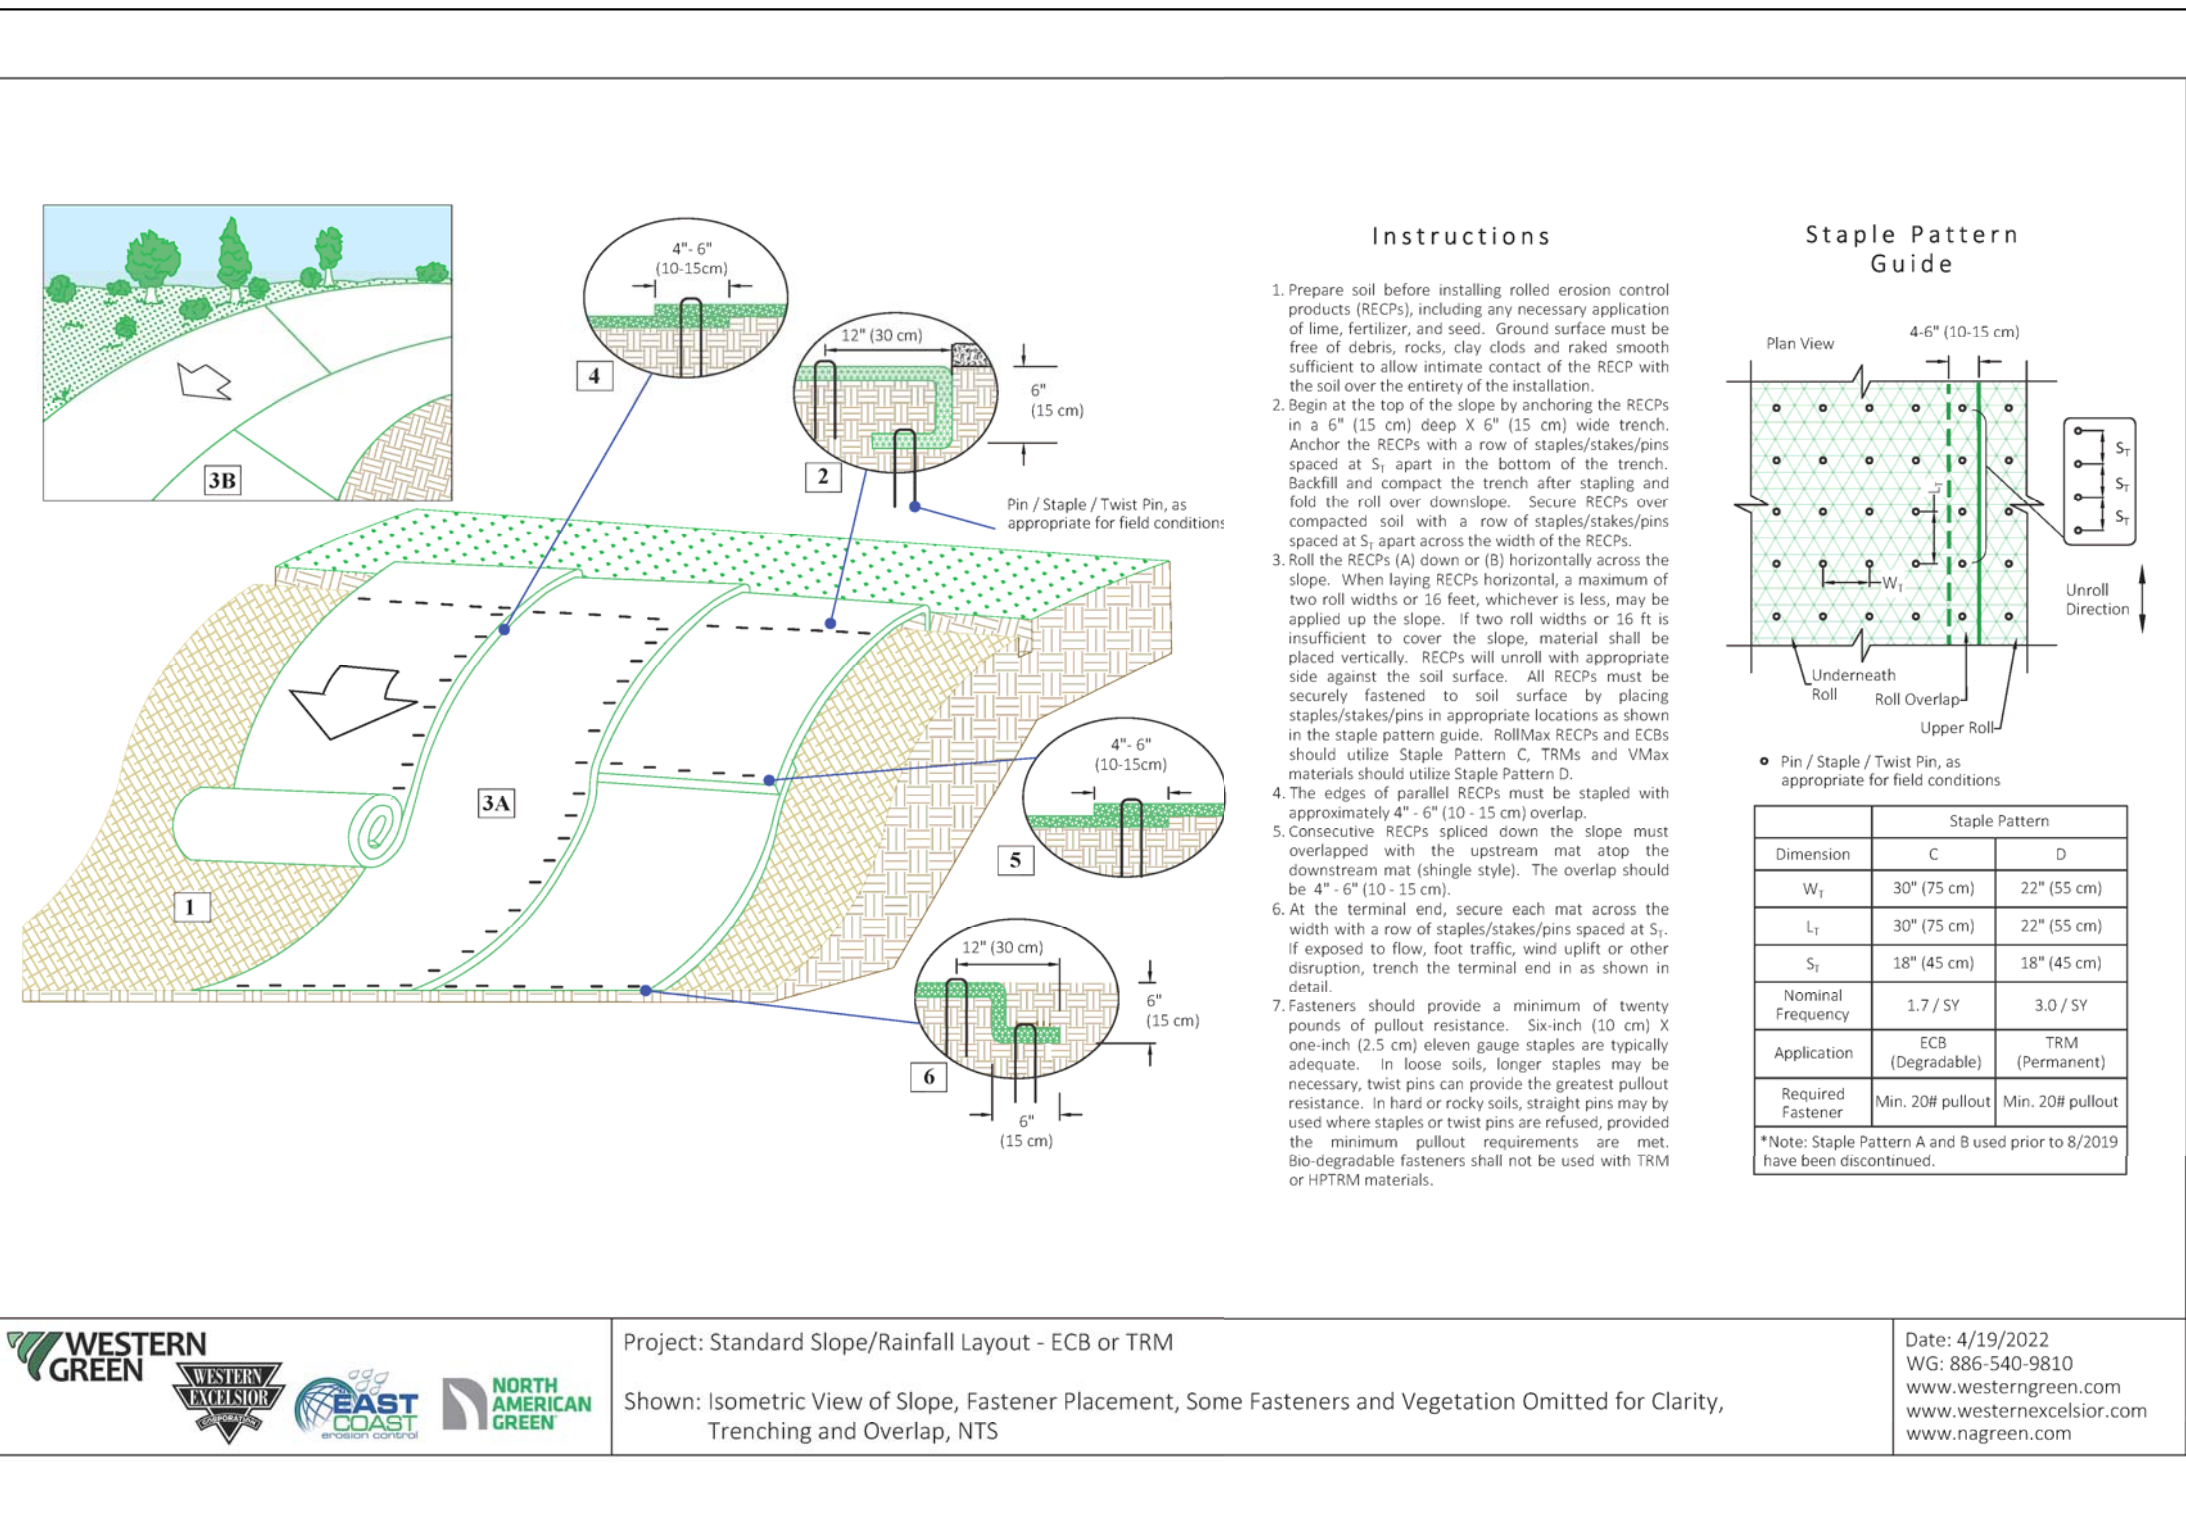 4"- 6"
(10-15cm)
4
12" (30 cm)
6"
(15 cm)
2
3B
Pin / Staple / Twist Pin, as
appropriate for field conditions
3A
4"- 6"
(10-15cm)
5
1
12" (30 cm)
6"
(15 cm)
6
6"
(15 cm)
Instructions
1. Prepare soil before installing rolled erosion control
products (RECPs), including any necessary application
of lime, fertilizer, and seed. Ground surface must be
free of debris, rocks, clay clods and raked smooth
sufficient to allow intimate contact of the RECP with
the soil over the entirety of the installation.
2. Begin at the top of the slope by anchoring the RECPs
in a 6" (15 cm) deep X 6" (15 cm) wide trench.
Anchor the RECPs with a row of staples/stakes/pins
spaced at ST apart in the bottom of the trench.
Backfill and compact the trench after stapling and
fold the roll over downslope. Secure RECPs over
compacted soil with a row of staples/stakes/pins
spaced at ST apart across the width of the RECPs.
3. Roll the RECPs (A) down or (B) horizontally across the
slope. When laying RECPs horizontal, a maximum of
two roll widths or 16 feet, whichever is less, may be
applied up the slope. If two roll widths or 16 ft is
insufficient to cover the slope, material shall be
placed vertically. RECPs will unroll with appropriate
side against the soil surface. All RECPs must be
securely fastened to soil surface by placing
staples/stakes/pins in appropriate locations as shown
in the staple pattern guide. RollMax RECPs and ECBs
should utilize Staple Pattern C, TRMs and VMax
materials should utilize Staple Pattern D.
4. The edges of parallel RECPs must be stapled with
approximately 4" - 6" (10 - 15 cm) overlap.
5. Consecutive RECPs spliced down the slope must
overlapped with the upstream mat atop the
downstream mat (shingle style). The overlap should
be 4" - 6" (10 - 15 cm).
6. At the terminal end, secure each mat across the
width with a row of staples/stakes/pins spaced at ST.
If exposed to flow, foot traffic, wind uplift or other
disruption, trench the terminal end in as shown in
detail.
7. Fasteners should provide a minimum of twenty
pounds of pullout resistance. Six-inch (10 cm) X
one-inch (2.5 cm) eleven gauge staples are typically
adequate. In loose soils, longer staples may be
necessary, twist pins can provide the greatest pullout
resistance. In hard or rocky soils, straight pins may by
used where staples or twist pins are refused, provided
the minimum pullout requirements are met.
Bio-degradable fasteners shall not be used with TRM
or HPTRM materials.
Staple Pattern
Guide
Plan View
4-6" (10-15 cm)
LT
WT
ST
ST
ST
Unroll
Direction
Underneath
Roll
Roll Overlap
Upper Roll
Pin / Staple / Twist Pin, as
appropriate for field conditions
Staple Pattern
Dimension C D
WT 30" (75 cm) 22" (55 cm)
LT 30" (75 cm) 22" (55 cm)
ST 18" (45 cm) 18" (45 cm)
Nominal
Frequency 1.7 / SY 3.0 / SY
Application ECB
(Degradable) TRM
(Permanent)
Required
Fastener Min. 20# pullout Min. 20# pullout
*Note: Staple Pattern A and B used prior to 8/2019
have been discontinued.
WESTERN
GREEN
WESTERN
EXCELSIOR
CORPORATION
EAST
COAST
erosion control
NORTH
AMERICAN
GREEN
Project: Standard Slope/Rainfall Layout - ECB or TRM
Shown: Isometric View of Slope, Fastener Placement, Some Fasteners and Vegetation Omitted for Clarity,
Trenching and Overlap, NTS
Date: 4/19/2022
WG: 886-540-9810
www.westerngreen.com
www.westernexcelsior.com
www.nagreen.com